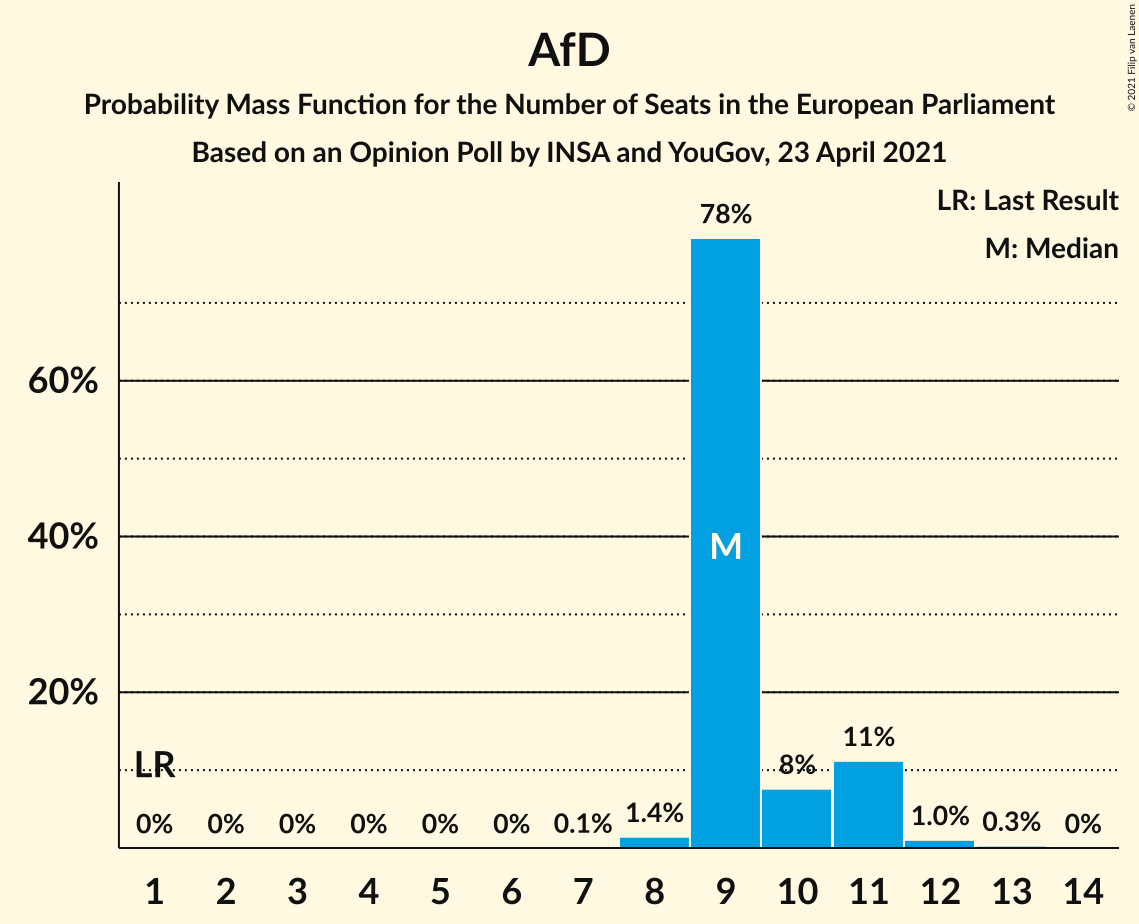 AfD
Probability Mass Function for the Number of Seats in the European Parliament
Based on an Opinion Poll by INSA and YouGov, 23 April 2021
© 2021 Filip van Laenen
LR: Last Result
M: Median
78%
60%
40%
M
20%
11%
LR
8%
0% 0% 0% 0% 0% 0% 0.1% 1.4% 1.0% 0.3% 0%
1 2 3 4 5 6 7 8 9 10 11 12 13 14